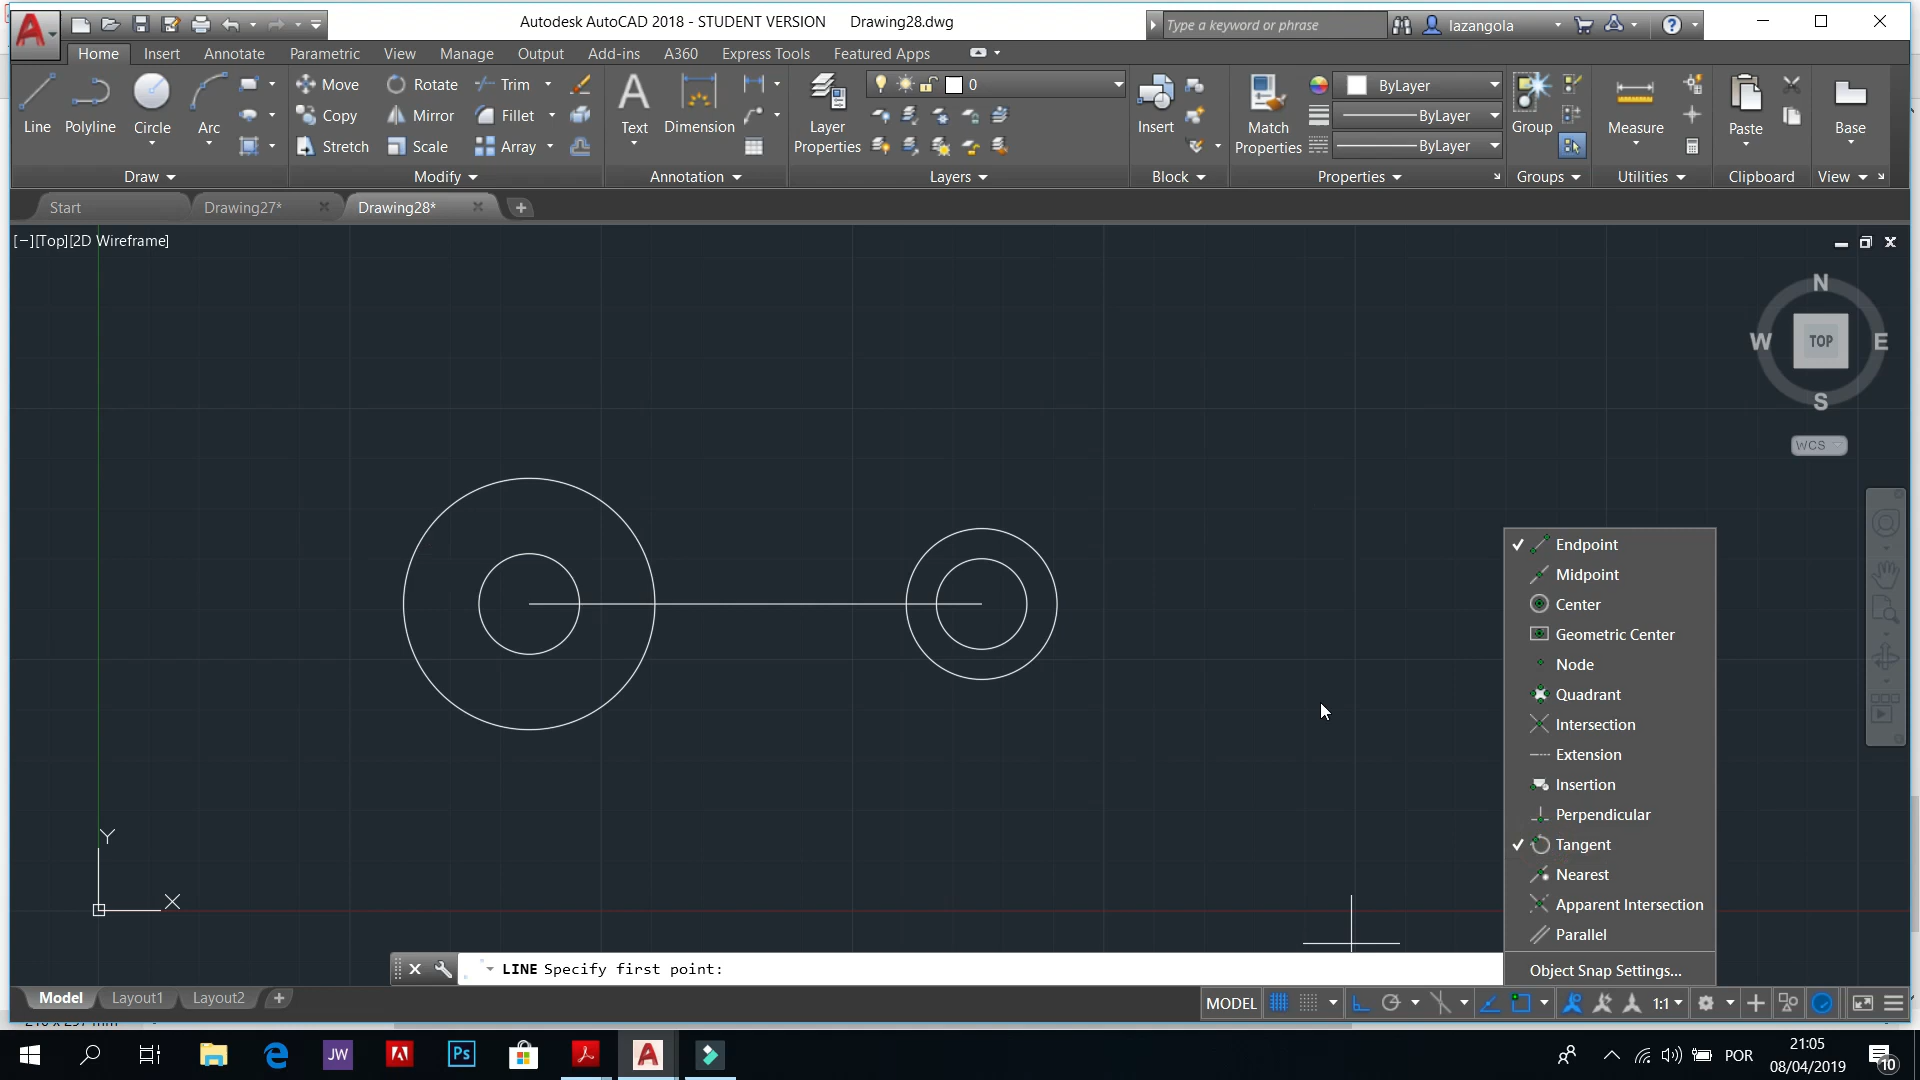 Autodesk AutoCAD 2018 - STUDENT VERSION Drawing28.dwg
Type a keyword or phrase
lazangola
Home Insert Annotate Parametric View Manage Output Add-ins A360 Express Tools Featured Apps
Line Polyline Circle Arc
Move Rotate Trim
Copy Mirror Fillet
Stretch Scale Array
Text Dimension
Layer
Properties
0
Insert
Match
Properties
ByLayer
ByLayer
ByLayer
Group
Measure
Paste
Base
Draw Modify Annotation Layers Block Properties Groups Utilities Clipboard View
Start Drawing27* Drawing28*
[−][Top][2D Wireframe]
N
W TOP E
S
WCS
Endpoint
Midpoint
Center
Geometric Center
Node
Quadrant
Intersection
Extension
Insertion
Perpendicular
Tangent
Nearest
Apparent Intersection
Parallel
Object Snap Settings...
Y
X
LINE Specify first point:
Model Layout1 Layout2
MODEL 1:1
JW Ps
POR
21:05
08/04/2019
10